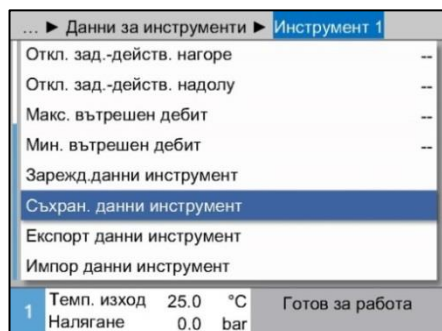 ... ► Данни за инструменти ► Инструмент 1
Откл. зад.-действ. нагоре --
Откл. зад.-действ. надолу --
Макс. вътрешен дебит --
Мин. вътрешен дебит --
Зарежд.данни инструмент
Съхран. данни инструмент
Експорт данни инструмент
Импор данни инструмент
1 Темп. изход 25.0 °C Готов за работа
Налягане 0.0 bar